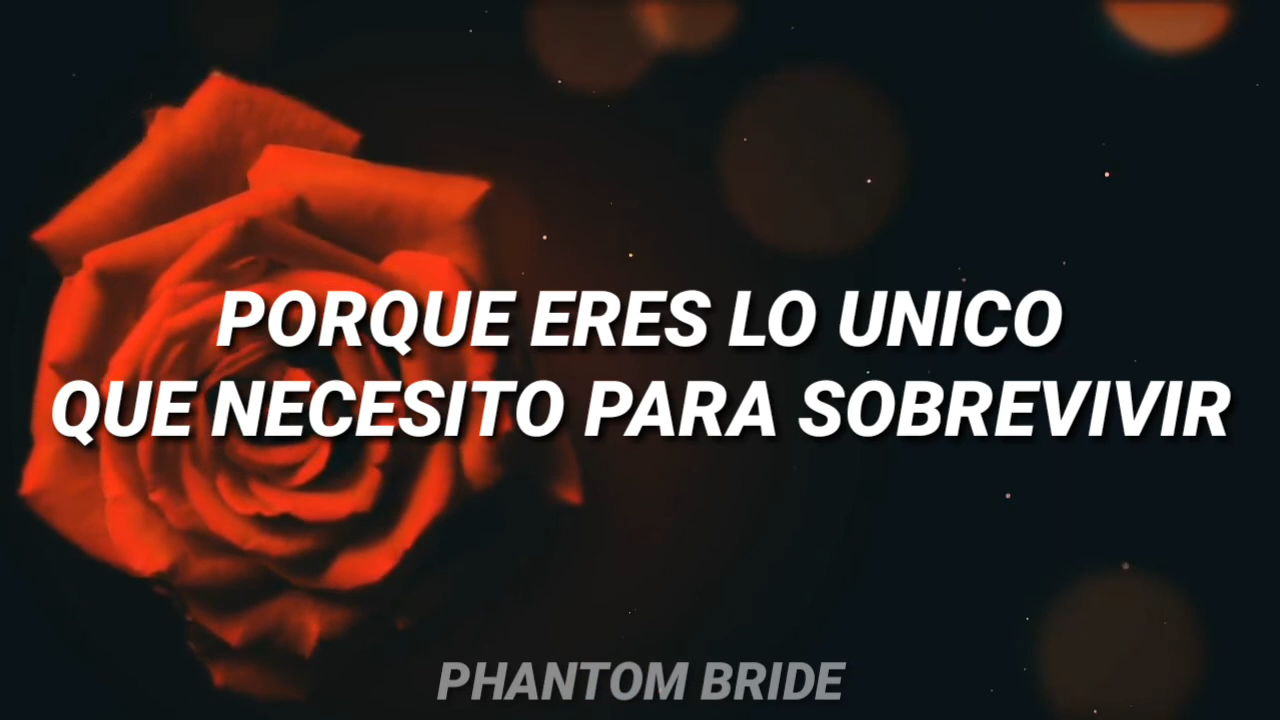 PORQUE ERES LO UNICO
QUE NECESITO PARA SOBREVIVIR
PHANTOM BRIDE